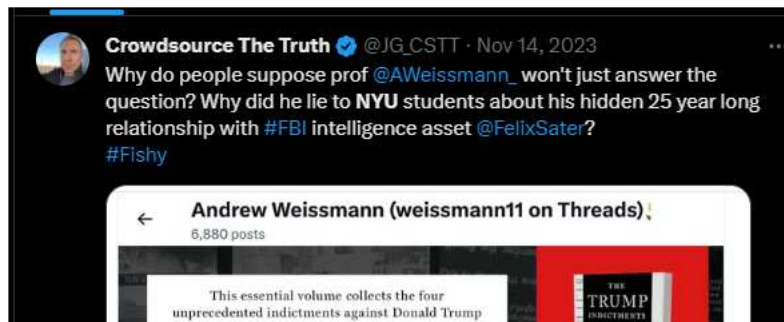 Crowdsource The Truth @JG_CSTT · Nov 14, 2023
Why do people suppose prof @AWeissmann_ won't just answer the
question? Why did he lie to NYU students about his hidden 25 year long
relationship with #FBI intelligence asset @FelixSater?
#Fishy
Andrew Weissmann (weissmann11 on Threads)
6,880 posts
This essential volume collects the four
unprecedented indictments against Donald Trump
THE
TRUMP
INDICTMENTS